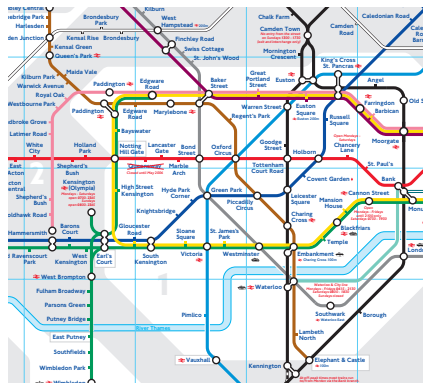 Kilburn
Brondesbury
Park
West
Hampstead
Chalk Farm
Caledonian Road
Harlesden
Camden Town
Camden
Road
Kensal Rise
Brondesbury
Finchley Road
Kensal Green
Swiss Cottage
Mornington
Crescent
Queen's Park
St. John's Wood
King's Cross
St. Pancras
Great
Portland
Street
Euston
Kilburn Park
Maida Vale
Paddington
Edgware
Road
Baker
Street
Angel
Warwick Avenue
Royal Oak
Farringdon
Westbourne Park
Paddington
Edgware
Road
Marylebone
Warren Street
Euston
Square
Barbican
Regent's Park
Russell
Square
Latimer Road
Bayswater
Goodge
Street
Moorgate
White
City
Holland
Park
Notting
Hill Gate
Lancaster
Gate
Bond
Street
Oxford
Circus
Holborn
Chancery
Lane
Shepherd's
Bush
Marble
Arch
Tottenham
Court Road
St. Paul's
Kensington
(Olympia)
High Street
Kensington
Hyde Park
Corner
Green Park
Covent Garden
Bank
Shepherd's
Bush
Piccadilly
Circus
Leicester
Square
Mansion
House
Cannon Street
Knightsbridge
Charing
Cross
Hammersmith
Barons
Court
Gloucester
Road
Sloane
Square
St. James's
Park
Blackfriars
Temple
Ravenscourt
Park
West
Kensington
Earl's
Court
South
Kensington
Victoria
Westminster
Embankment
West Brompton
Waterloo
Fulham Broadway
Parsons Green
Southwark
Putney Bridge
River Thames
Pimlico
Borough
East Putney
Lambeth
North
Southfields
Wimbledon Park
Vauxhall
Kennington
Elephant & Castle
Wimbledon